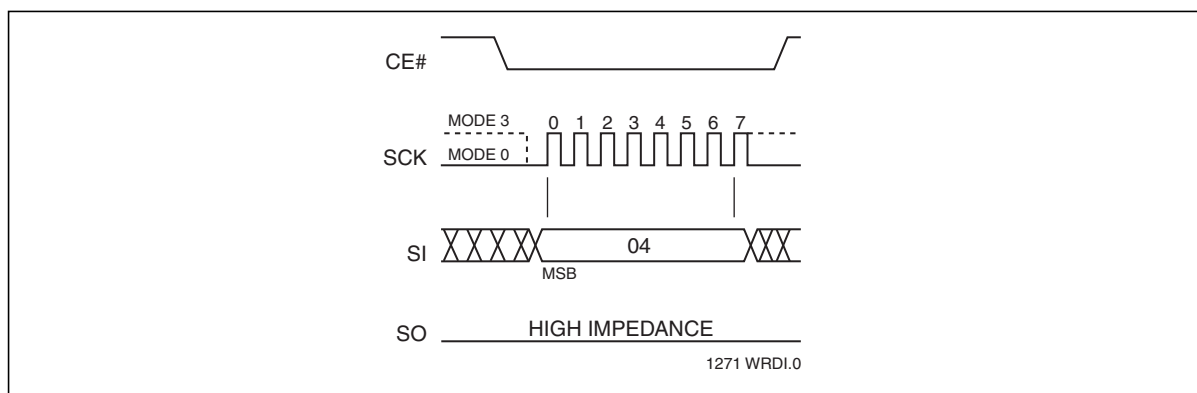 CE#
MODE 3
0 1 2 3 4 5 6 7
SCK
MODE 0
SI
04
MSB
SO
HIGH IMPEDANCE
1271 WRDI.0